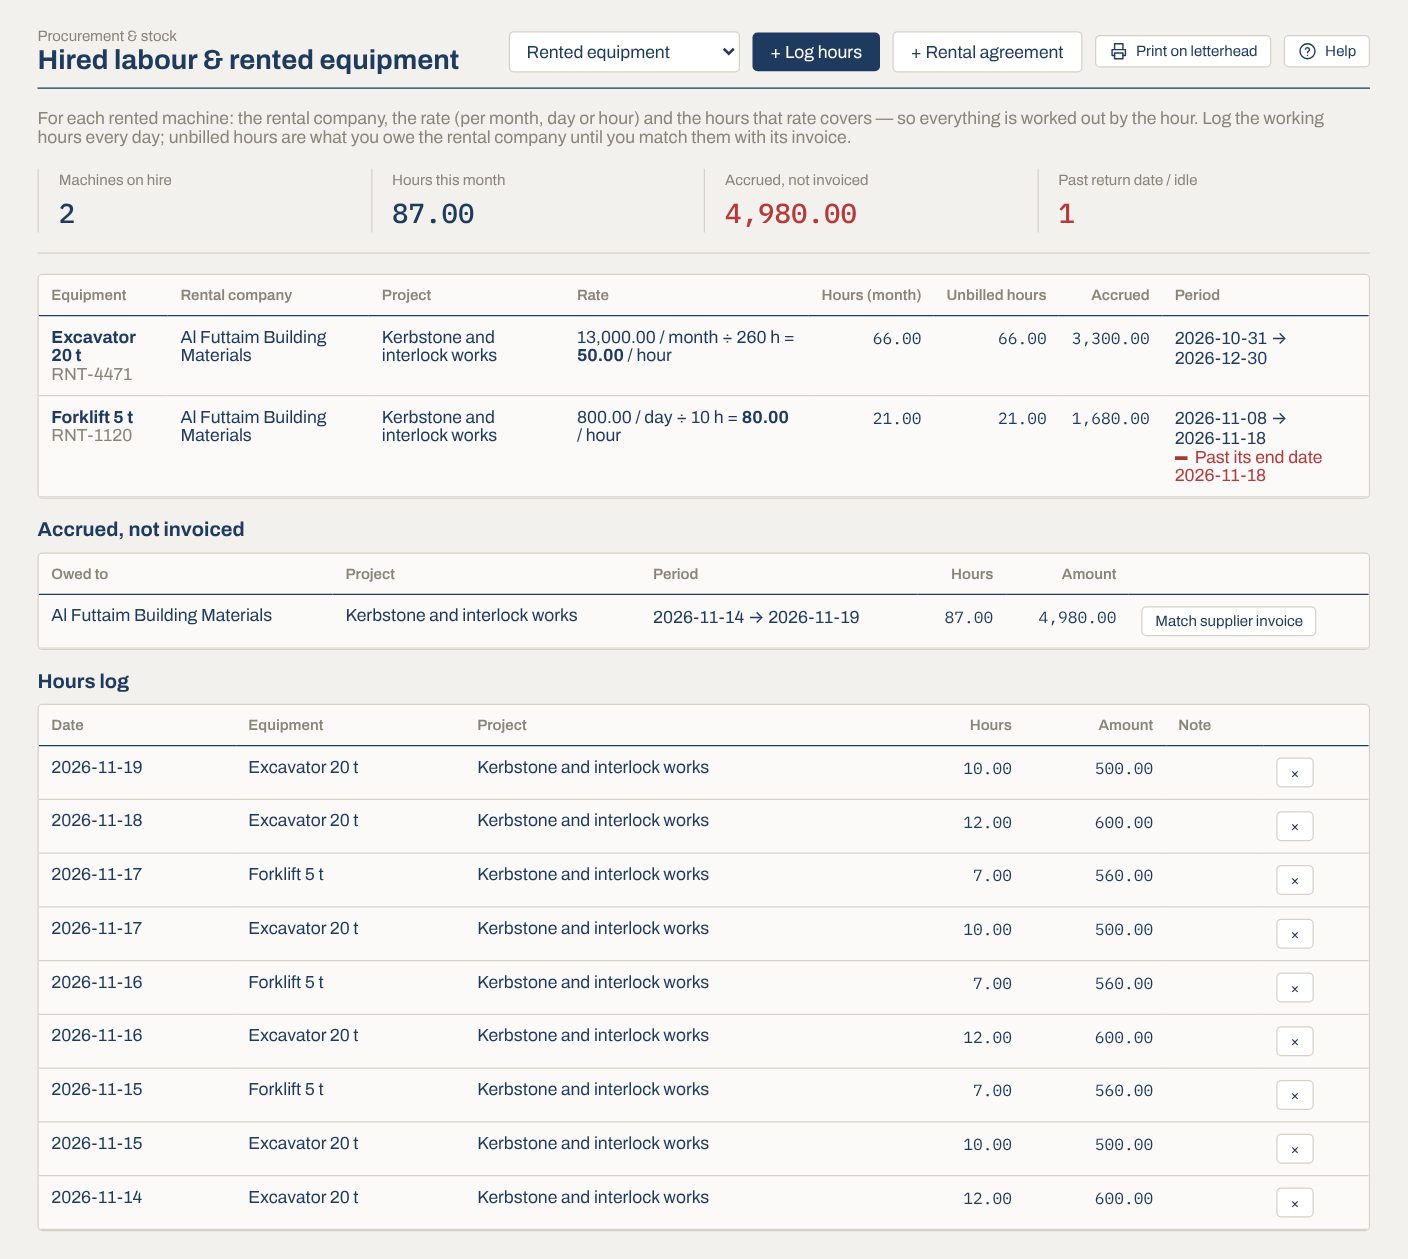 Procurement & stock
Hired labour & rented equipment
Rented equipment
+ Log hours
+ Rental agreement
Print on letterhead
Help
For each rented machine: the rental company, the rate (per month, day or hour) and the hours that rate covers — so everything is worked out by the hour. Log the working
hours every day; unbilled hours are what you owe the rental company until you match them with its invoice.
Machines on hire
2
Hours this month
87.00
Accrued, not invoiced
4,980.00
Past return date / idle
1
Equipment Rental company Project Rate Hours (month) Unbilled hours Accrued Period
Excavator 20 t RNT-4471 Al Futtaim Building Materials Kerbstone and interlock works 13,000.00 / month ÷ 260 h = 50.00 / hour 66.00 66.00 3,300.00 2026-10-31 → 2026-12-30
Forklift 5 t RNT-1120 Al Futtaim Building Materials Kerbstone and interlock works 800.00 / day ÷ 10 h = 80.00 / hour 21.00 21.00 1,680.00 2026-11-08 → 2026-11-18
Past its end date
2026-11-18
Accrued, not invoiced
Owed to Project Period Hours Amount
Al Futtaim Building Materials Kerbstone and interlock works 2026-11-14 → 2026-11-19 87.00 4,980.00 Match supplier invoice
Hours log
Date Equipment Project Hours Amount Note
2026-11-19 Excavator 20 t Kerbstone and interlock works 10.00 500.00 ×
2026-11-18 Excavator 20 t Kerbstone and interlock works 12.00 600.00 ×
2026-11-17 Forklift 5 t Kerbstone and interlock works 7.00 560.00 ×
2026-11-17 Excavator 20 t Kerbstone and interlock works 10.00 500.00 ×
2026-11-16 Forklift 5 t Kerbstone and interlock works 7.00 560.00 ×
2026-11-16 Excavator 20 t Kerbstone and interlock works 12.00 600.00 ×
2026-11-15 Forklift 5 t Kerbstone and interlock works 7.00 560.00 ×
2026-11-15 Excavator 20 t Kerbstone and interlock works 10.00 500.00 ×
2026-11-14 Excavator 20 t Kerbstone and interlock works 12.00 600.00 ×